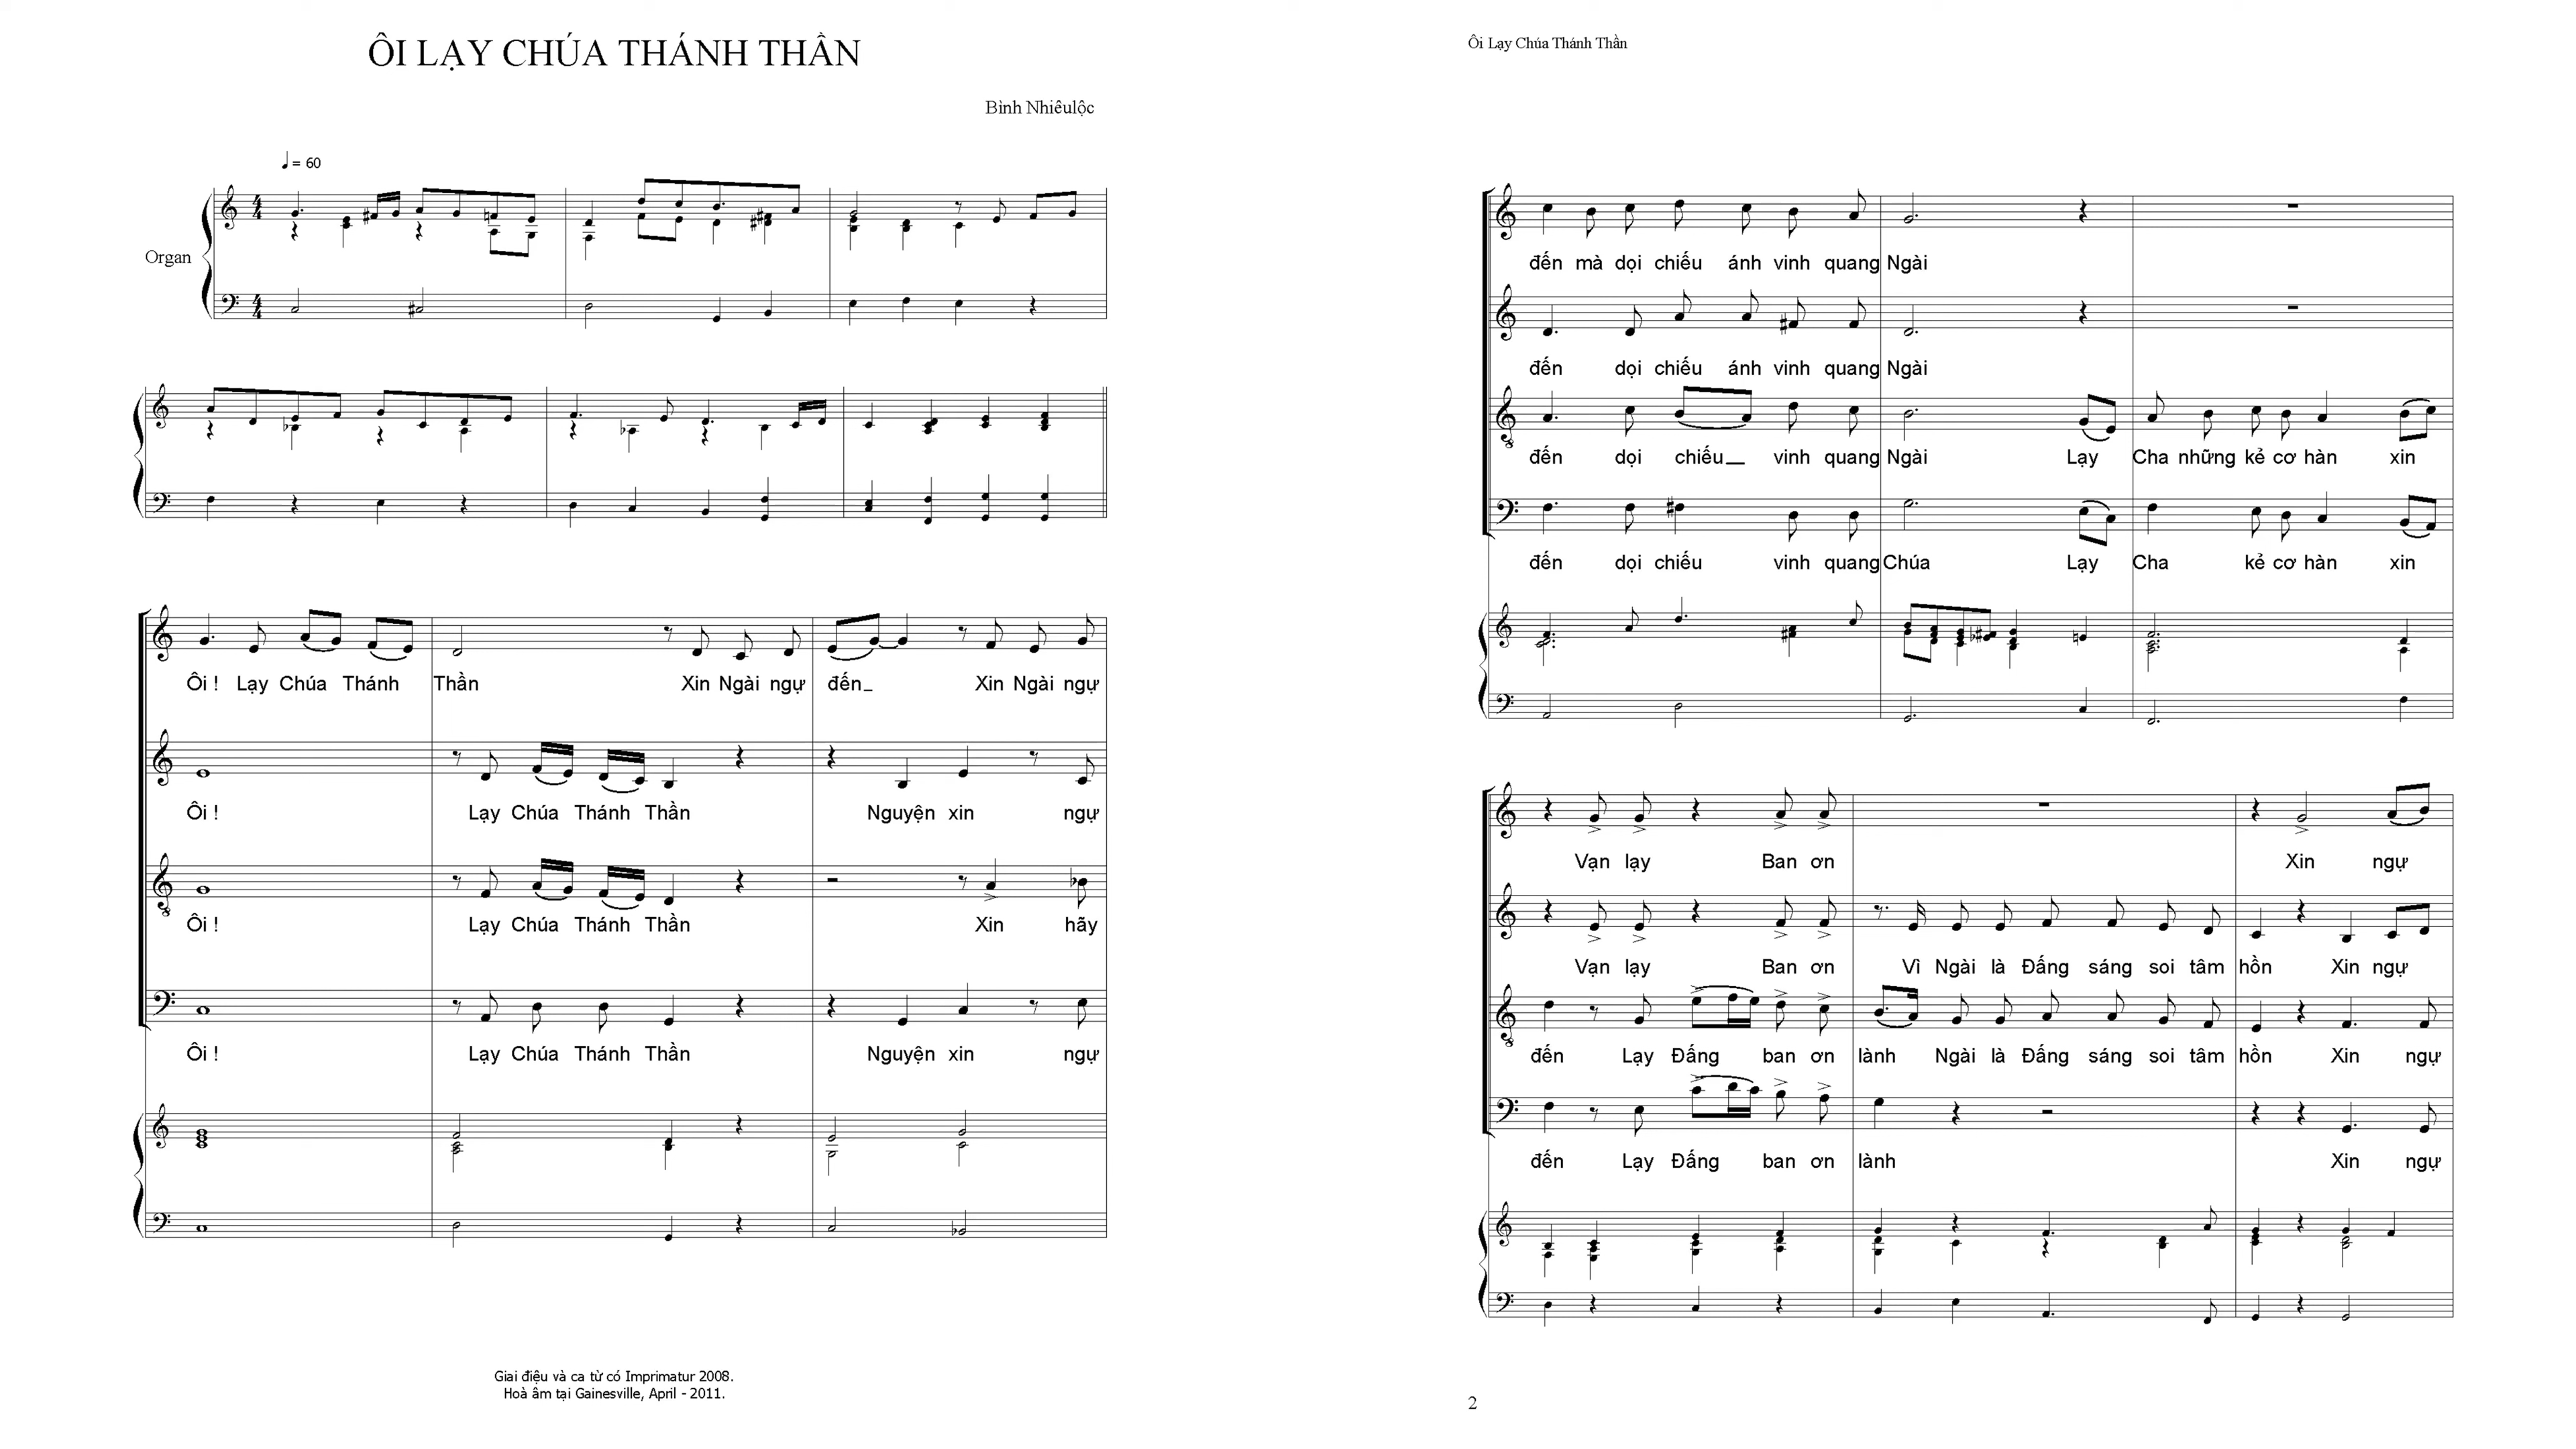 ÔI LẠY CHÚA THÁNH THẦN
Bình Nhiêulộc
= 60
4
4
Organ
4
4
Ôi ! Lạy Chúa Thánh Thần Xin Ngài ngự đến_ Xin Ngài ngự
Ôi ! Lạy Chúa Thánh Thần Nguyện xin ngự
Ôi ! Lạy Chúa Thánh Thần Xin hãy
Ôi ! Lạy Chúa Thánh Thần Nguyện xin ngự
Giai điệu và ca từ có Imprimatur 2008.
Hoà âm tại Gainesville, April - 2011.
Ôi Lạy Chúa Thánh Thần
đến mà dọi chiếu ánh vinh quang Ngài
đến dọi chiếu ánh vinh quang Ngài
đến dọi chiếu_ vinh quang Ngài Lạy Cha những kẻ cơ hàn xin
đến dọi chiếu vinh quang Chúa Lạy Cha kẻ cơ hàn xin
Vạn lạy Ban ơn Xin ngự
Vạn lạy Ban ơn Vì Ngài là Đấng sáng soi tâm hồn Xin ngự
đến Lạy Đấng ban ơn lành Ngài là Đấng sáng soi tâm hồn Xin ngự
đến Lạy Đấng ban ơn lành Xin ngự
2